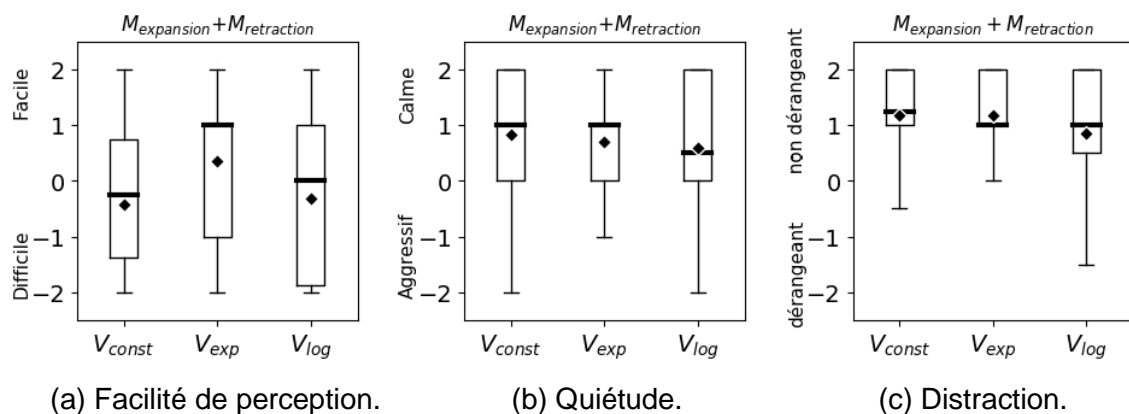 M_expansion+M_retraction
Facile
Difficile
2
1
0
−1
−2
V_const V_exp V_log
(a) Facilité de perception.
M_expansion+M_retraction
Calme
Aggressif
2
1
0
−1
−2
V_const V_exp V_log
(b) Quiétude.
M_expansion + M_retraction
non dérangeant
dérangeant
2
1
0
−1
−2
V_const V_exp V_log
(c) Distraction.